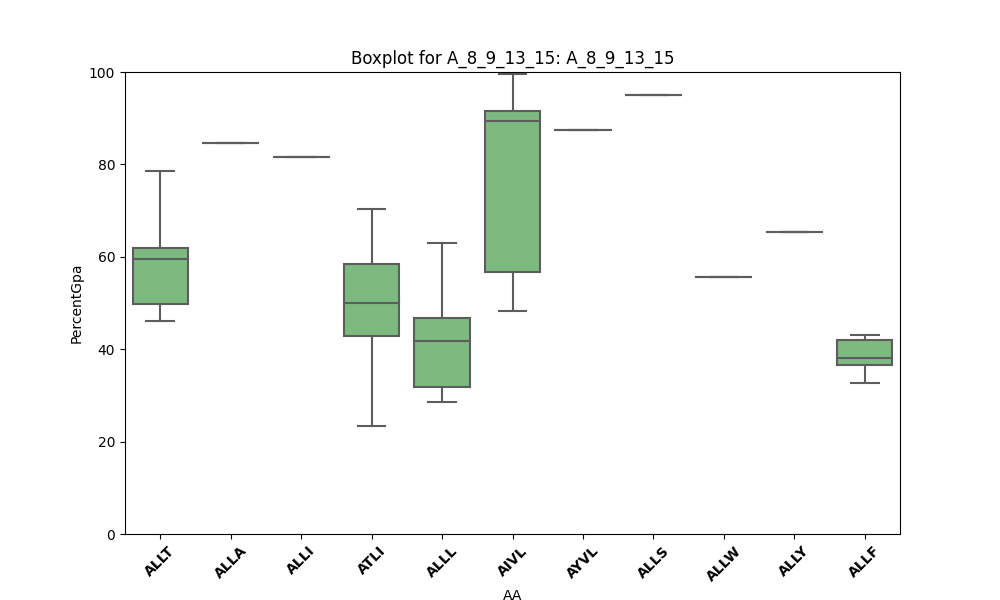 Boxplot for A_8_9_13_15: A_8_9_13_15
PercentGpa
100
80
60
40
20
0
ALLT ALLA ALLI ATLI ALLL AIVL AYVL ALLS ALLW ALLY ALLF
AA